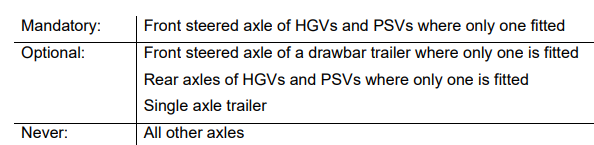 Mandatory: Front steered axle of HGVs and PSVs where only one fitted
Optional: Front steered axle of a drawbar trailer where only one is fitted
Rear axles of HGVs and PSVs where only one is fitted
Single axle trailer
Never: All other axles